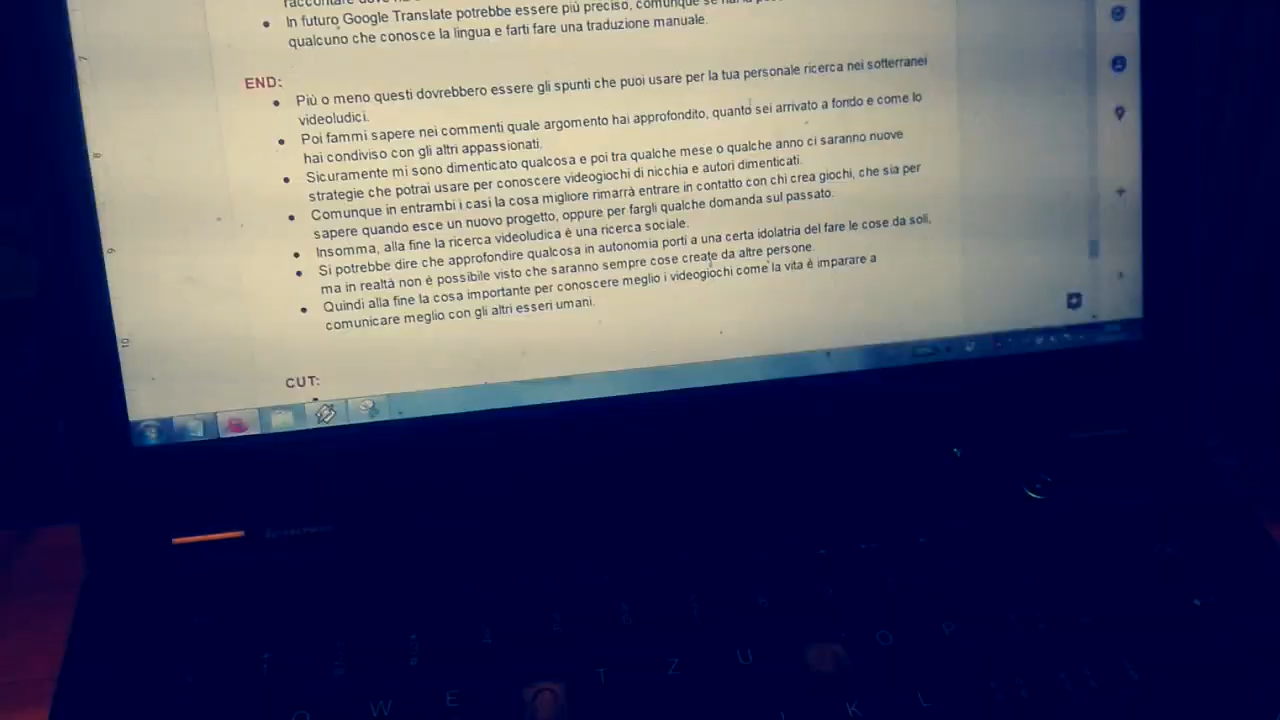 raccontare
In futuro Google Translate potrebbe essere più preciso, comunque se
qualcuno che conosce la lingua e farti fare una traduzione manuale.
END:
Più o meno questi dovrebbero essere gli spunti che puoi usare per la tua personale ricerca nei sotterranei
videoludici.
Poi fammi sapere nei commenti quale argomento hai approfondito, quanto sei arrivato a fondo e come lo
hai condiviso con gli altri appassionati.
Sicuramente mi sono dimenticato qualcosa e poi tra qualche mese o qualche anno ci saranno nuove
strategie che potrai usare per conoscere videogiochi di nicchia e autori dimenticati.
Comunque in entrambi i casi la cosa migliore rimarrà entrare in contatto con chi crea giochi, che sia per
sapere quando esce un nuovo progetto, oppure per fargli qualche domanda sul passato.
Insomma, alla fine la ricerca videoludica è una ricerca sociale.
Si potrebbe dire che approfondire qualcosa in autonomia porti a una certa idolatria del fare le cose da soli,
ma in realtà non è possibile visto che saranno sempre cose create da altre persone.
Quindi alla fine la cosa importante per conoscere meglio i videogiochi come la vita è imparare a
comunicare meglio con gli altri esseri umani.
CUT:
7
8
9
10
T Z U O P
W E K L